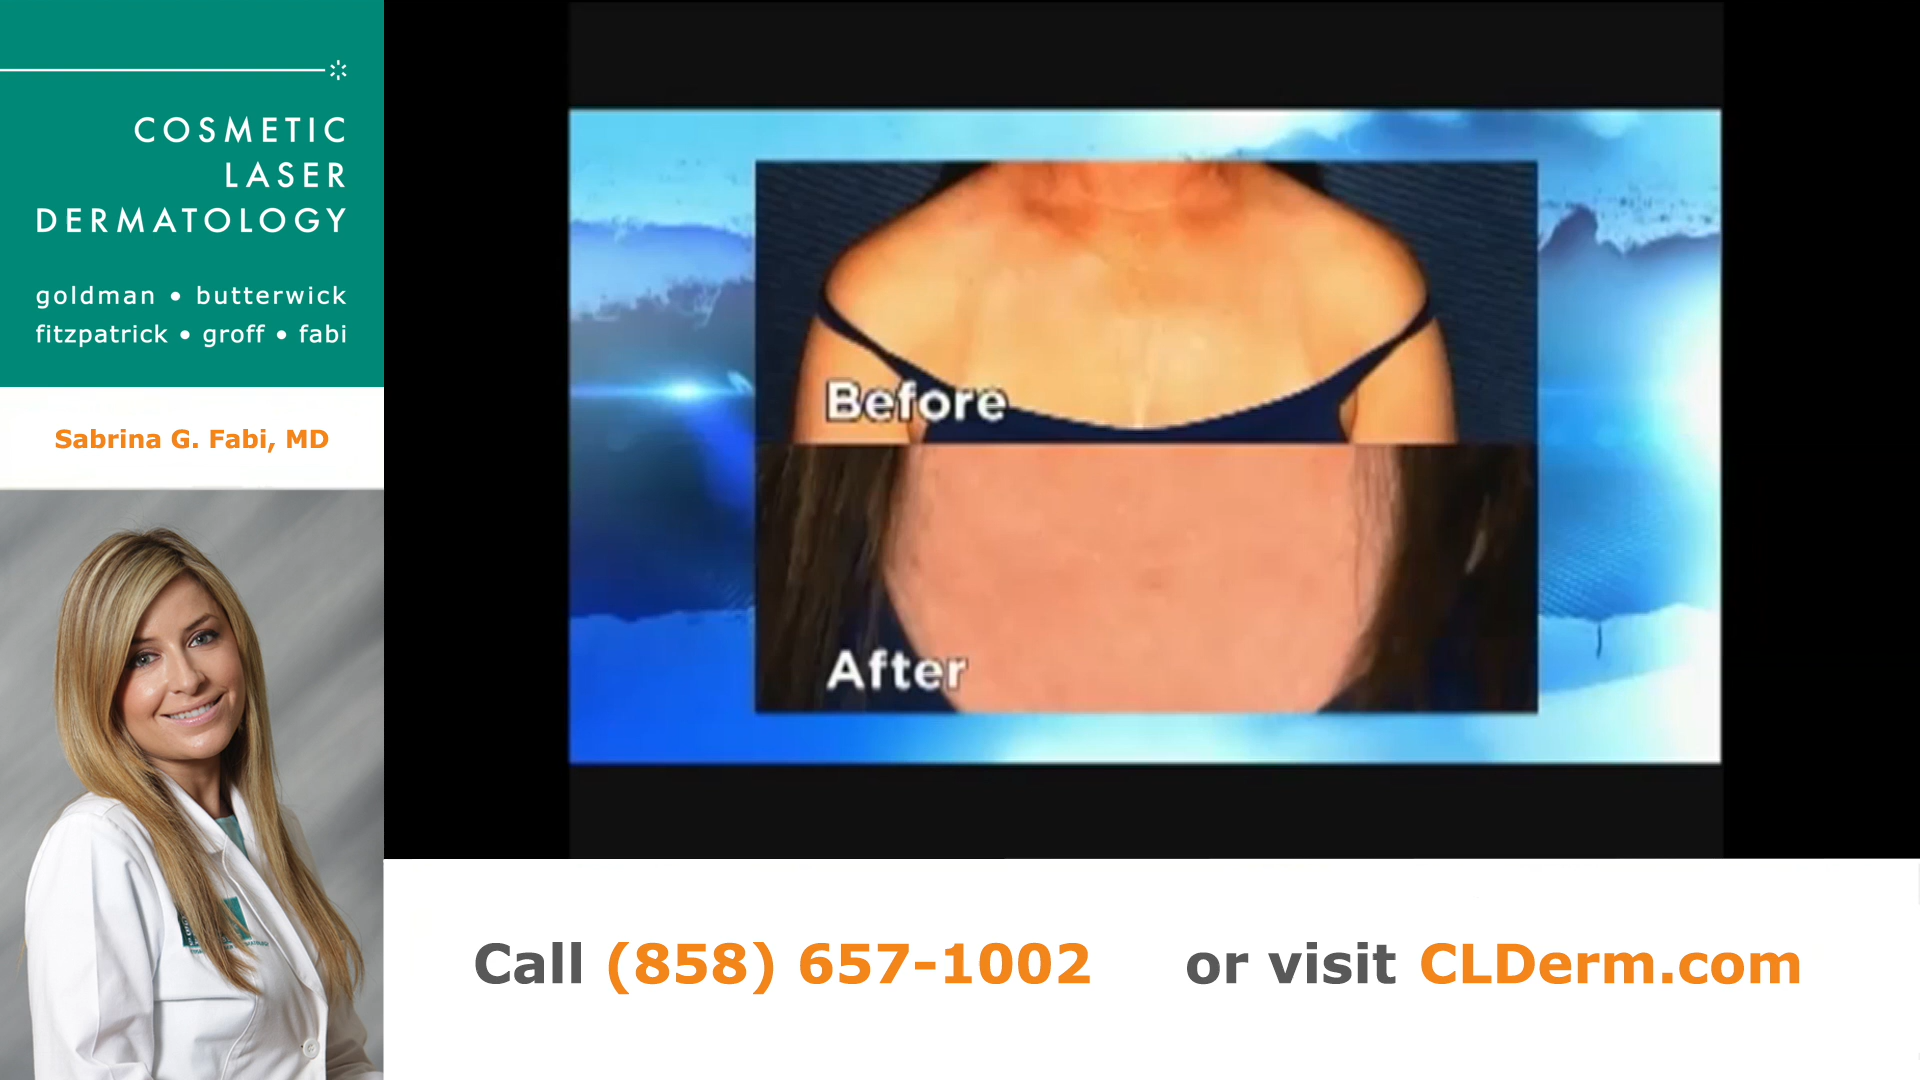 COSMETIC
LASER
DERMATOLOGY
goldman • butterwick
fitzpatrick • groff • fabi
Sabrina G. Fabi, MD
Before
After
Call (858) 657-1002 or visit CLDerm.com